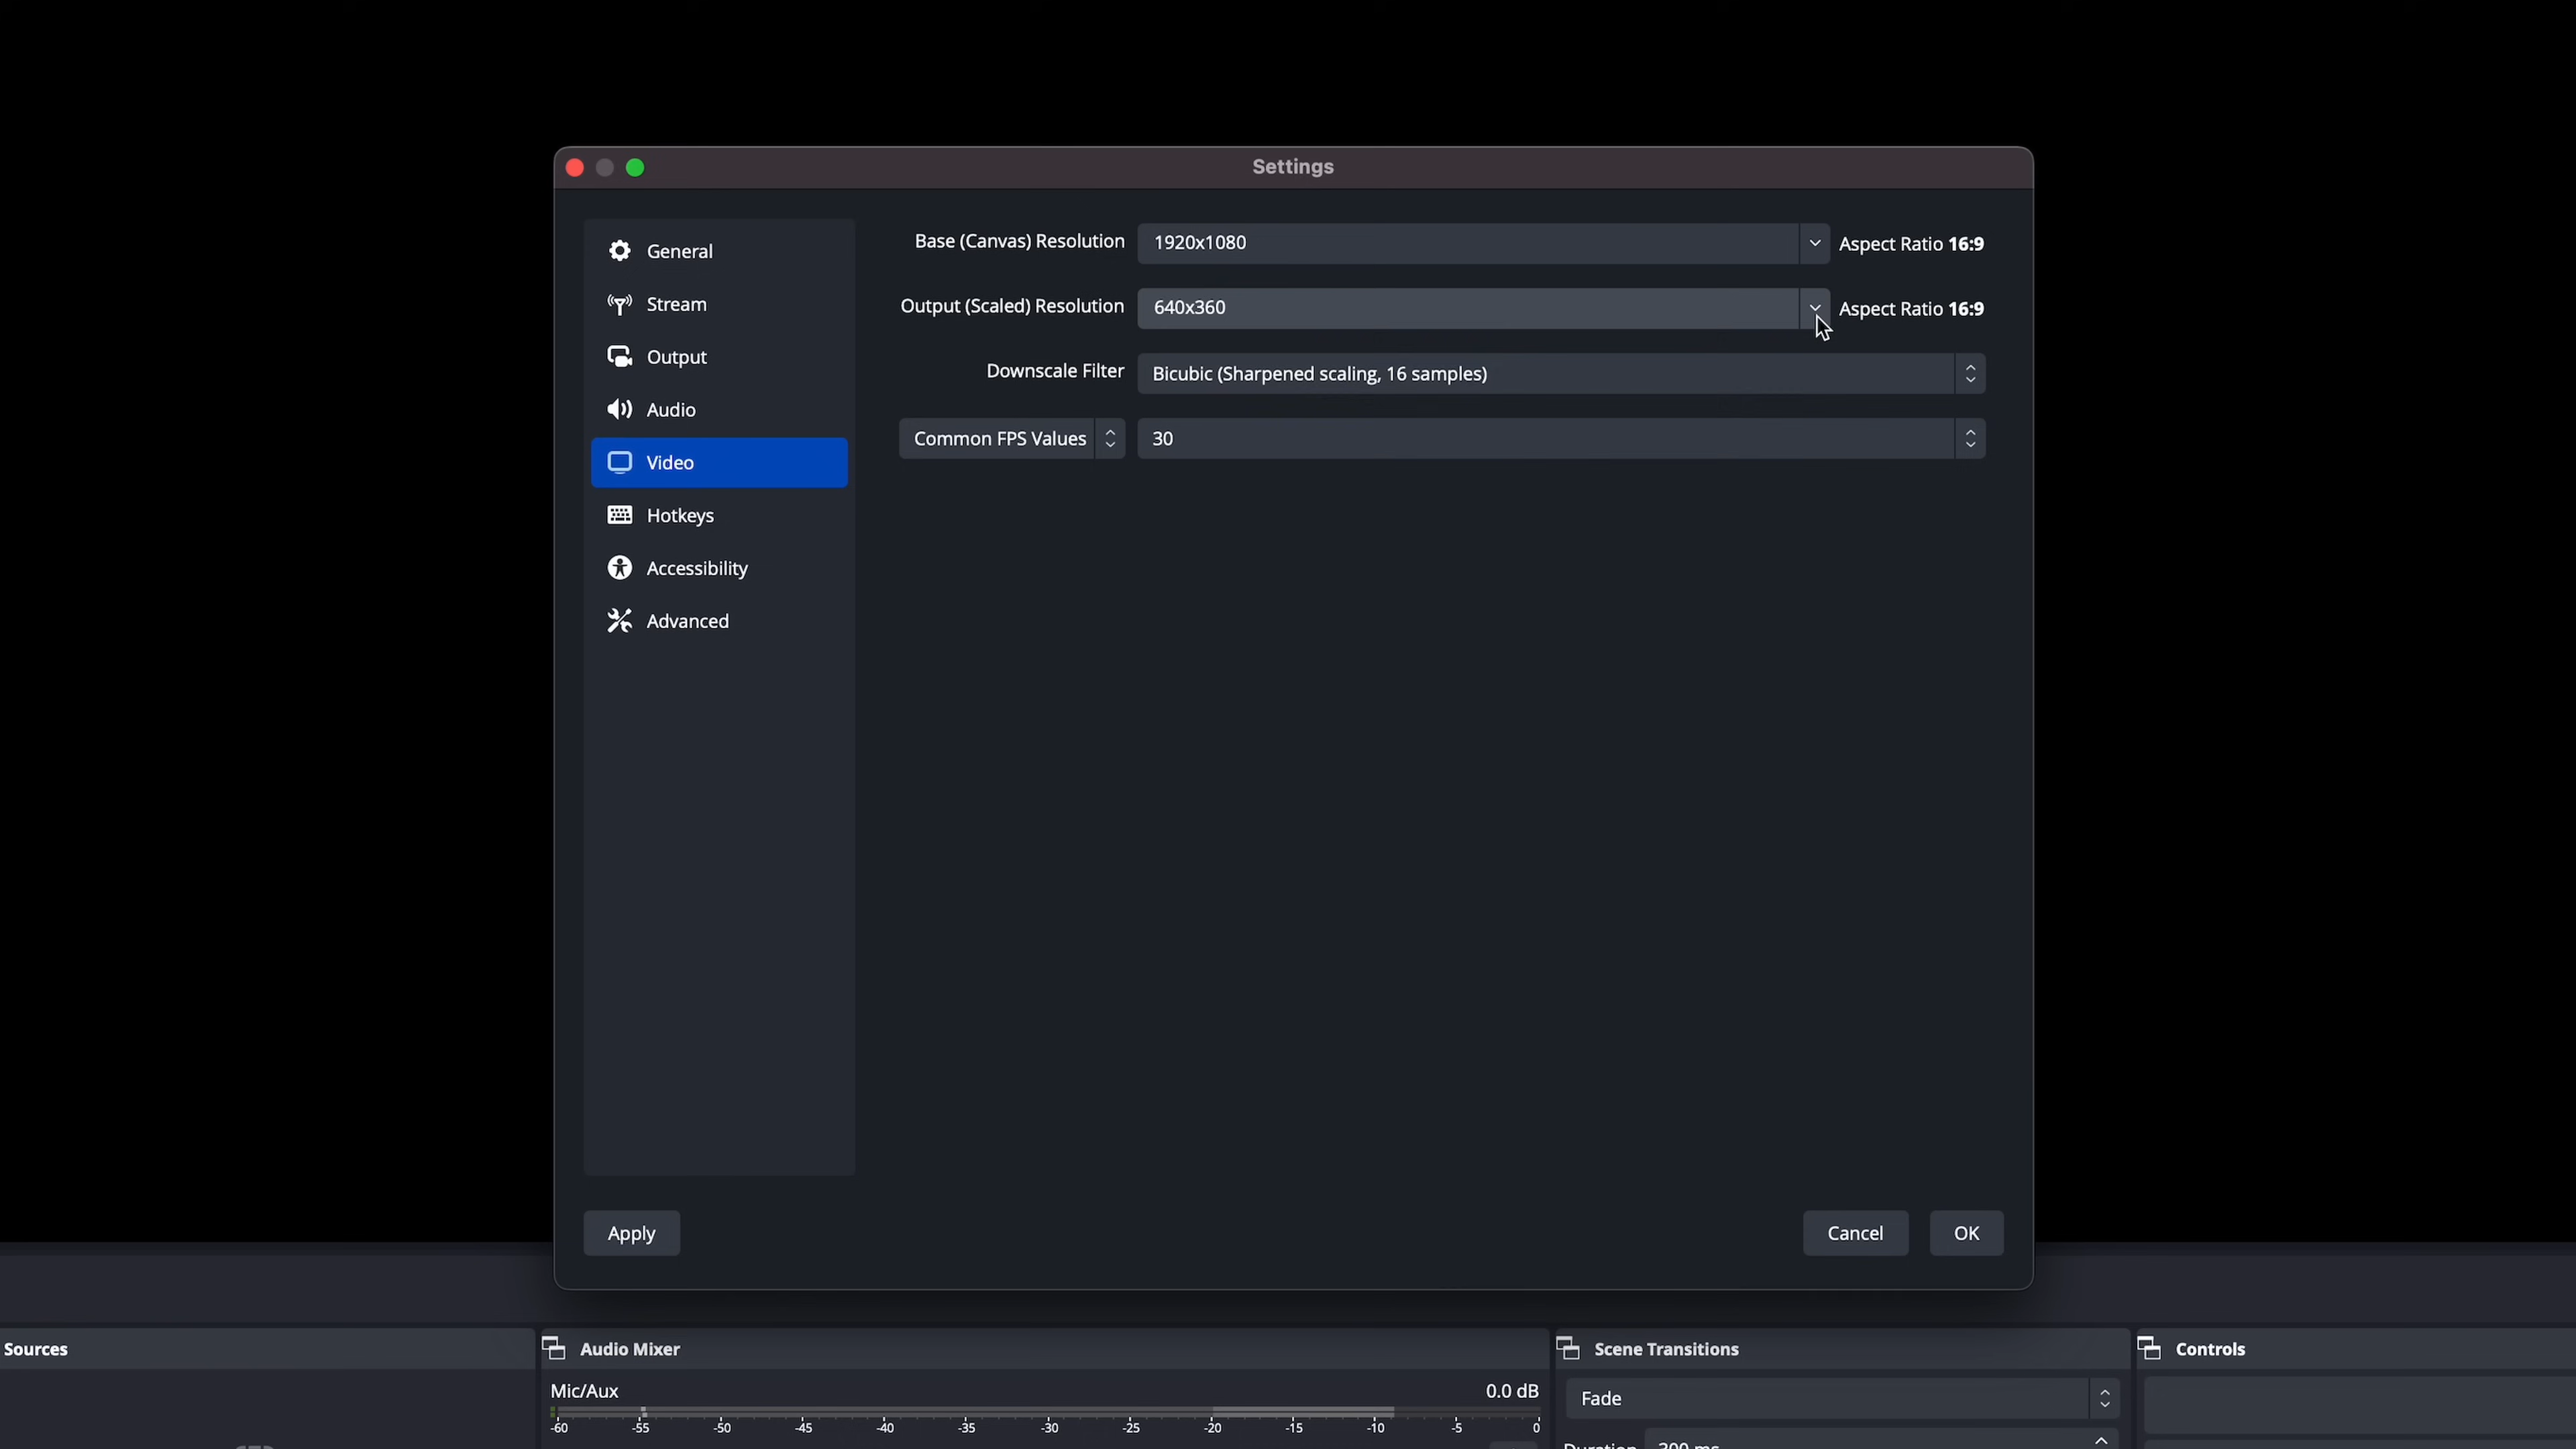 Settings
General
Stream
Output
Audio
Video
Hotkeys
Accessibility
Advanced
Base (Canvas) Resolution 1920x1080 Aspect Ratio 16:9
Output (Scaled) Resolution 640x360 Aspect Ratio 16:9
Downscale Filter Bicubic (Sharpened scaling, 16 samples)
Common FPS Values 30
Apply Cancel OK
Sources Audio Mixer Scene Transitions Controls
Mic/Aux 0.0 dB Fade
-60 -55 -50 -45 -40 -35 -30 -25 -20 -15 -10 -5 0
Duration 300 ms